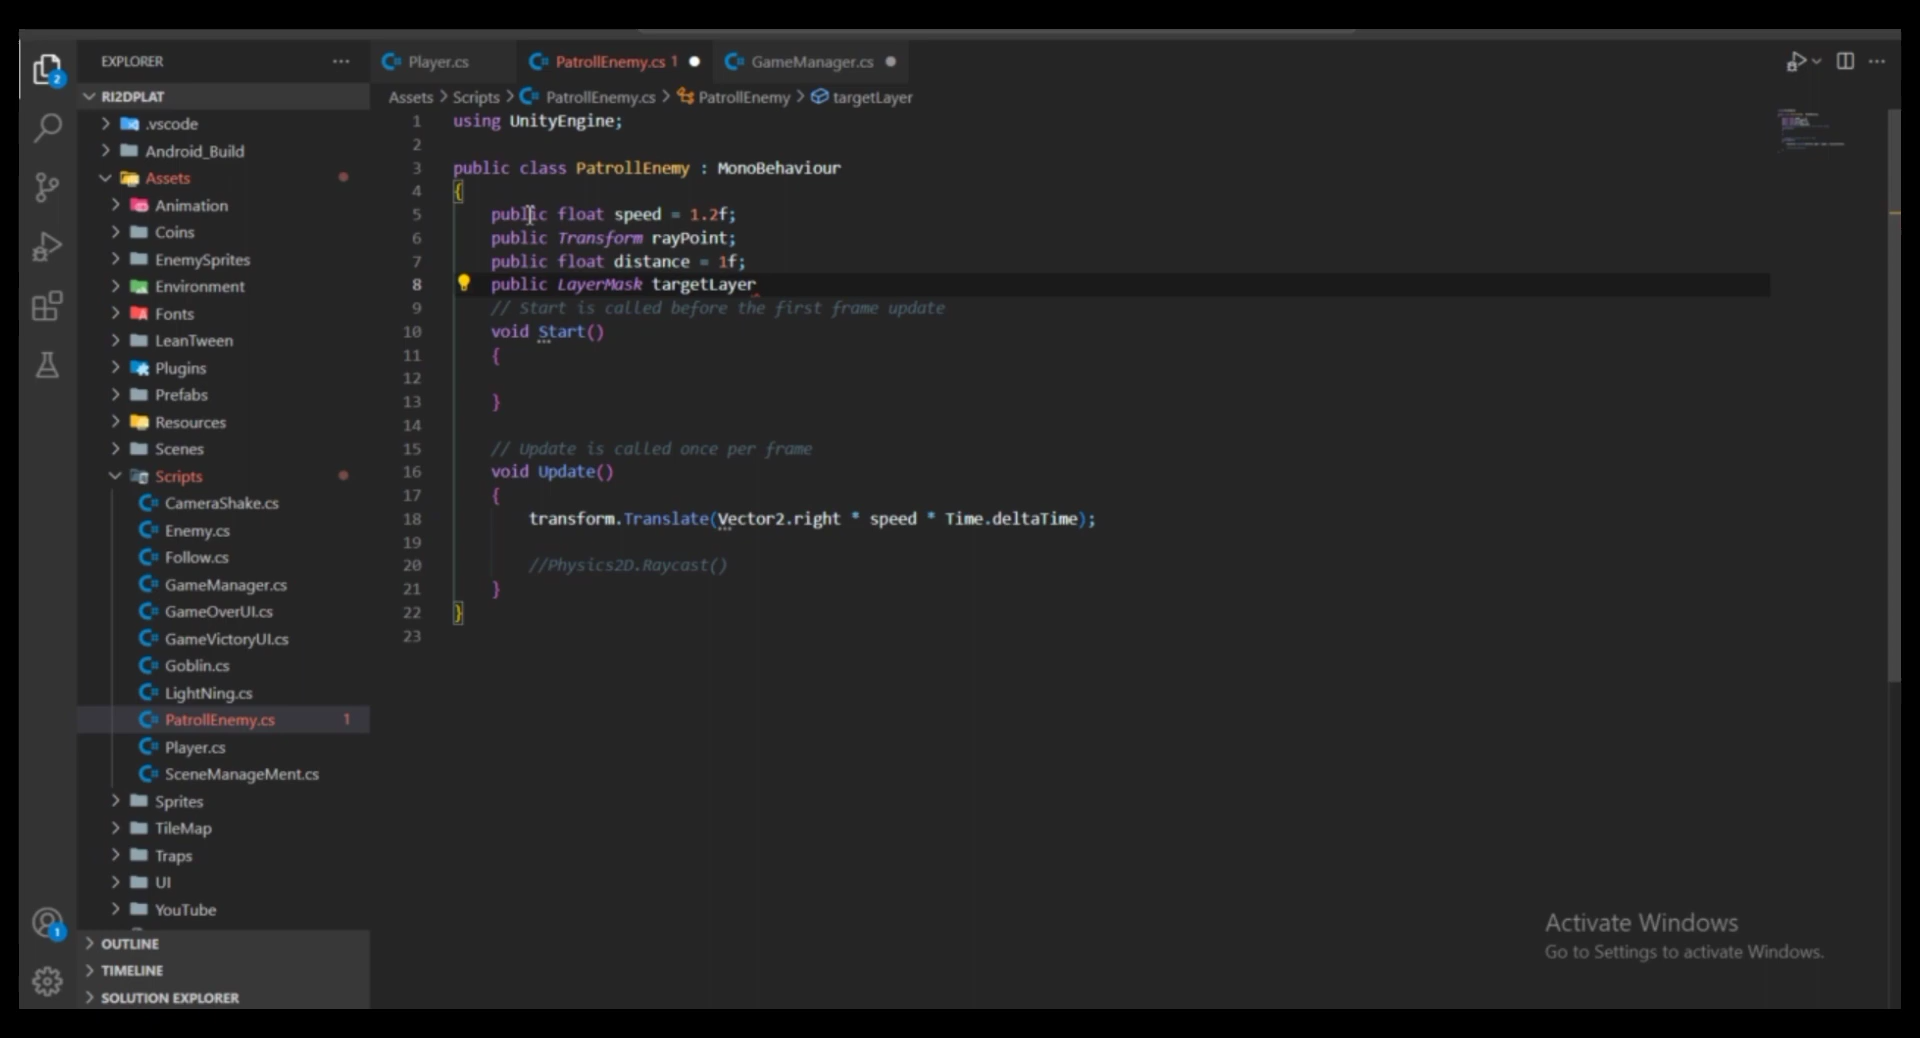 EXPLORER
Player.cs
PatrollEnemy.cs 1
GameManager.cs
2
RI2DPLAT
Assets > Scripts > PatrollEnemy.cs > PatrollEnemy > targetLayer
.vscode
Android_Build
Assets
Animation
Coins
EnemySprites
Environment
Fonts
LeanTween
Plugins
Prefabs
Resources
Scenes
Scripts
CameraShake.cs
Enemy.cs
Follow.cs
GameManager.cs
GameOverUI.cs
GameVictoryUI.cs
Goblin.cs
LightNing.cs
PatrollEnemy.cs 1
Player.cs
SceneManageMent.cs
Sprites
TileMap
Traps
UI
YouTube
1
OUTLINE
TIMELINE
SOLUTION EXPLORER
1 using UnityEngine;
2
3 public class PatrollEnemy : MonoBehaviour
4 {
5 public float speed = 1.2f;
6 public Transform rayPoint;
7 public float distance = 1f;
8 public LayerMask targetLayer
9 // Start is called before the first frame update
10 void Start()
11 {
12
13 }
14
15 // Update is called once per frame
16 void Update()
17 {
18 transform.Translate(Vector2.right * speed * Time.deltaTime);
19
20 //Physics2D.Raycast()
21 }
22 }
23
Activate Windows
Go to Settings to activate Windows.